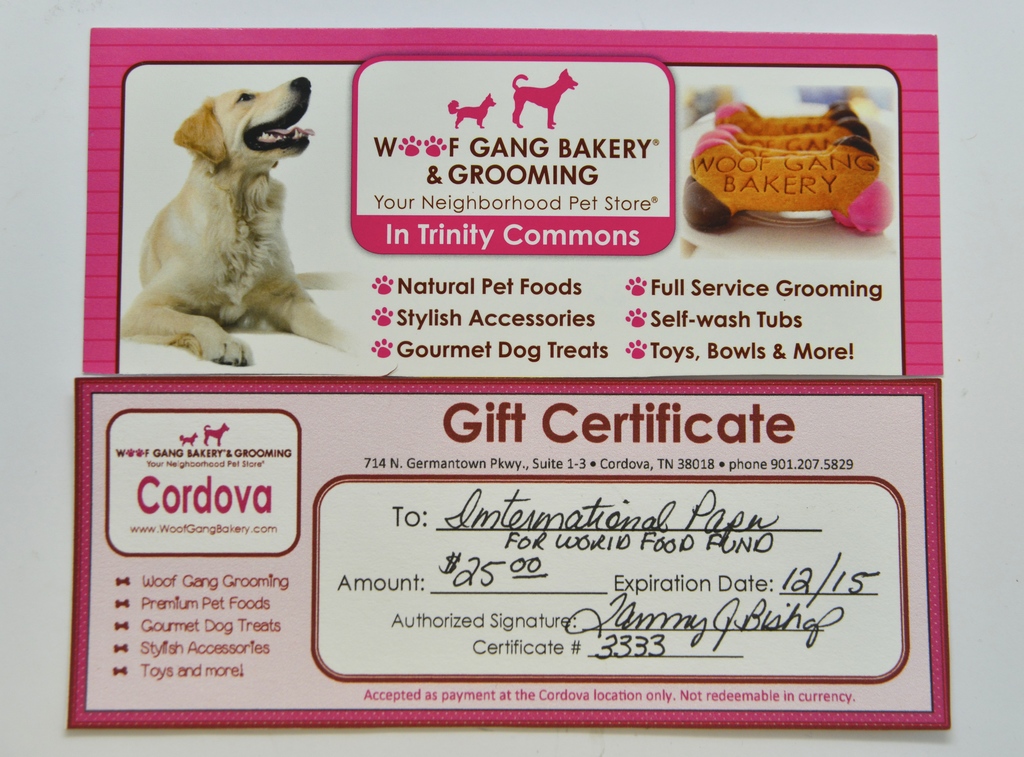 WOOF GANG BAKERY®
& GROOMING
Your Neighborhood Pet Store®
In Trinity Commons
WOOF GANG
BAKERY
Natural Pet Foods
Stylish Accessories
Gourmet Dog Treats
Full Service Grooming
Self-wash Tubs
Toys, Bowls & More!
WOOF GANG BAKERY® & GROOMING
Your Neighborhood Pet Store®
Cordova
www.WoofGangBakery.com
Woof Gang Grooming
Premium Pet Foods
Gourmet Dog Treats
Stylish Accessories
Toys and more!
Gift Certificate
714 N. Germantown Pkwy., Suite 1-3 • Cordova, TN 38018 • phone 901.207.5829
To: International Paper
FOR WORLD FOOD FUND
Amount: $25 00 Expiration Date: 12/15
Authorized Signature: Tammy J. Bishop
Certificate # 3333
Accepted as payment at the Cordova location only. Not redeemable in currency.